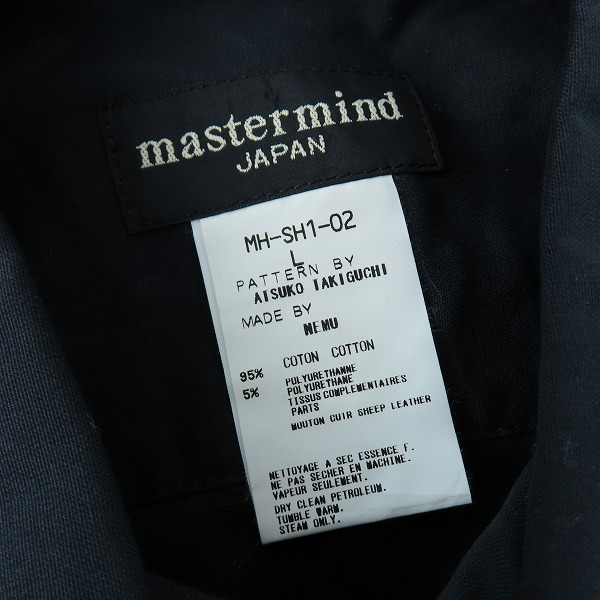 mastermind
JAPAN
MH-SH1-02
L
PATTERN BY
ATSUKO TAKIGUCHI
MADE BY
NEMU
95% COTON COTTON
5% POLYURETHANNE
POLYURETHANE
TISSUS COMPLEMENTAIRES
PARTS
MOUTON CUIR SHEEP LEATHER
NETTOYAGE A SEC ESSENCE F.
NE PAS SECHER EN MACHINE.
VAPEUR SEULEMENT.
DRY CLEAN PETROLEUM.
TUMBLE WARM.
STEAM ONLY.